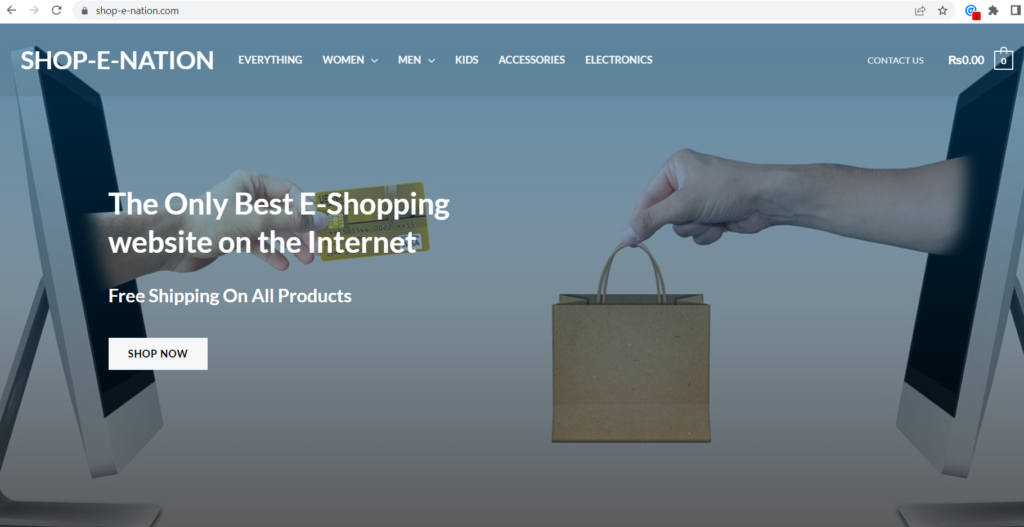 shop-e-nation.com
SHOP-E-NATION
EVERYTHING
WOMEN
MEN
KIDS
ACCESSORIES
ELECTRONICS
CONTACT US
₨0.00
0
The Only Best E-Shopping
website on the Internet
Free Shipping On All Products
SHOP NOW